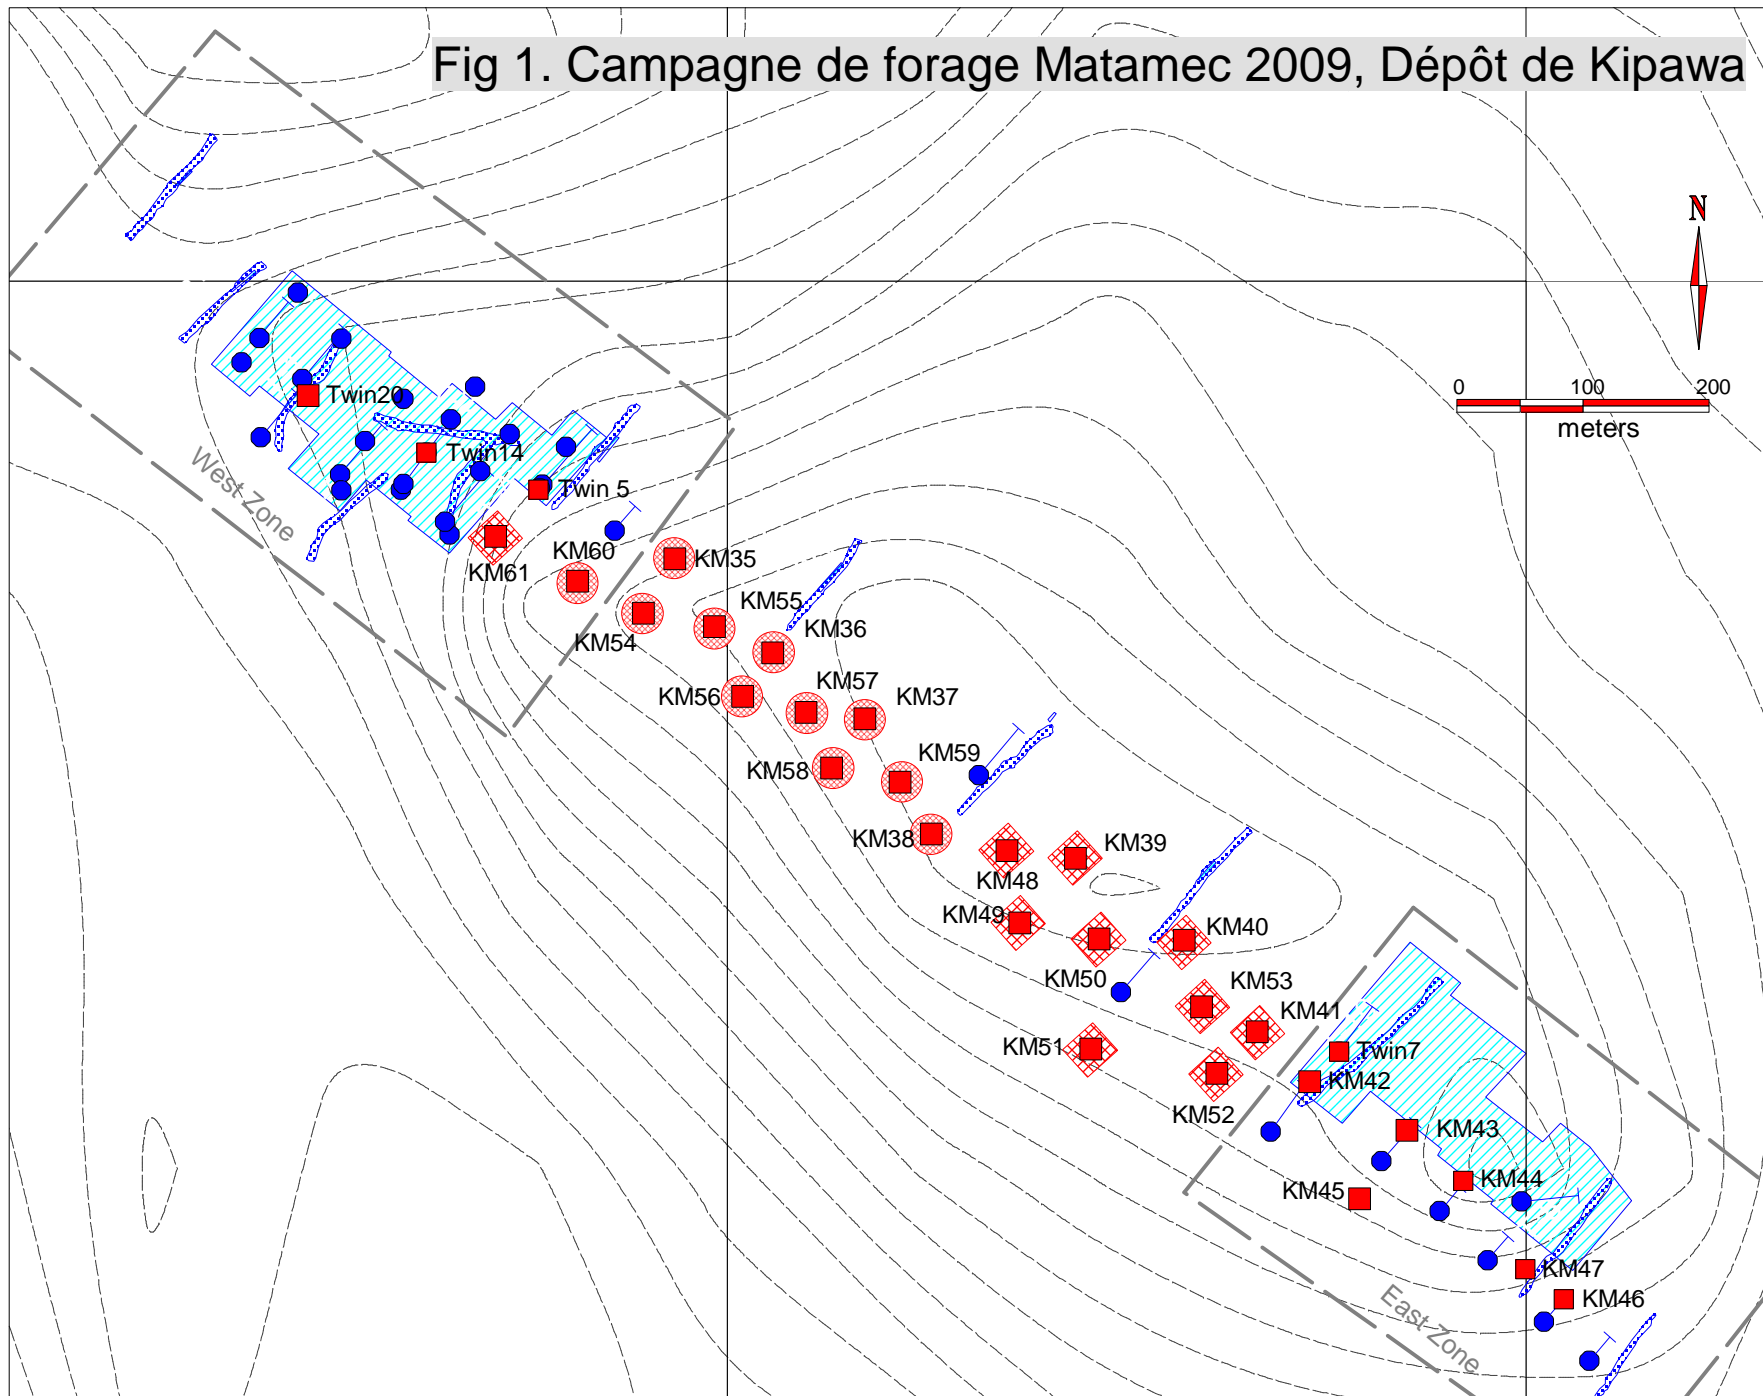 Fig 1. Campagne de forage Matamec 2009, Dépôt de Kipawa
N
0 100 200
meters
Twin20
Twin14
West Zone
Twin 5
KM60
KM35
KM61
KM55
KM54
KM36
KM57
KM56
KM37
KM59
KM58
KM38
KM39
KM48
KM49
KM40
KM50
KM53
KM41
KM51
Twin7
KM42
KM52
KM43
KM44
KM45
KM47
KM46
East Zone